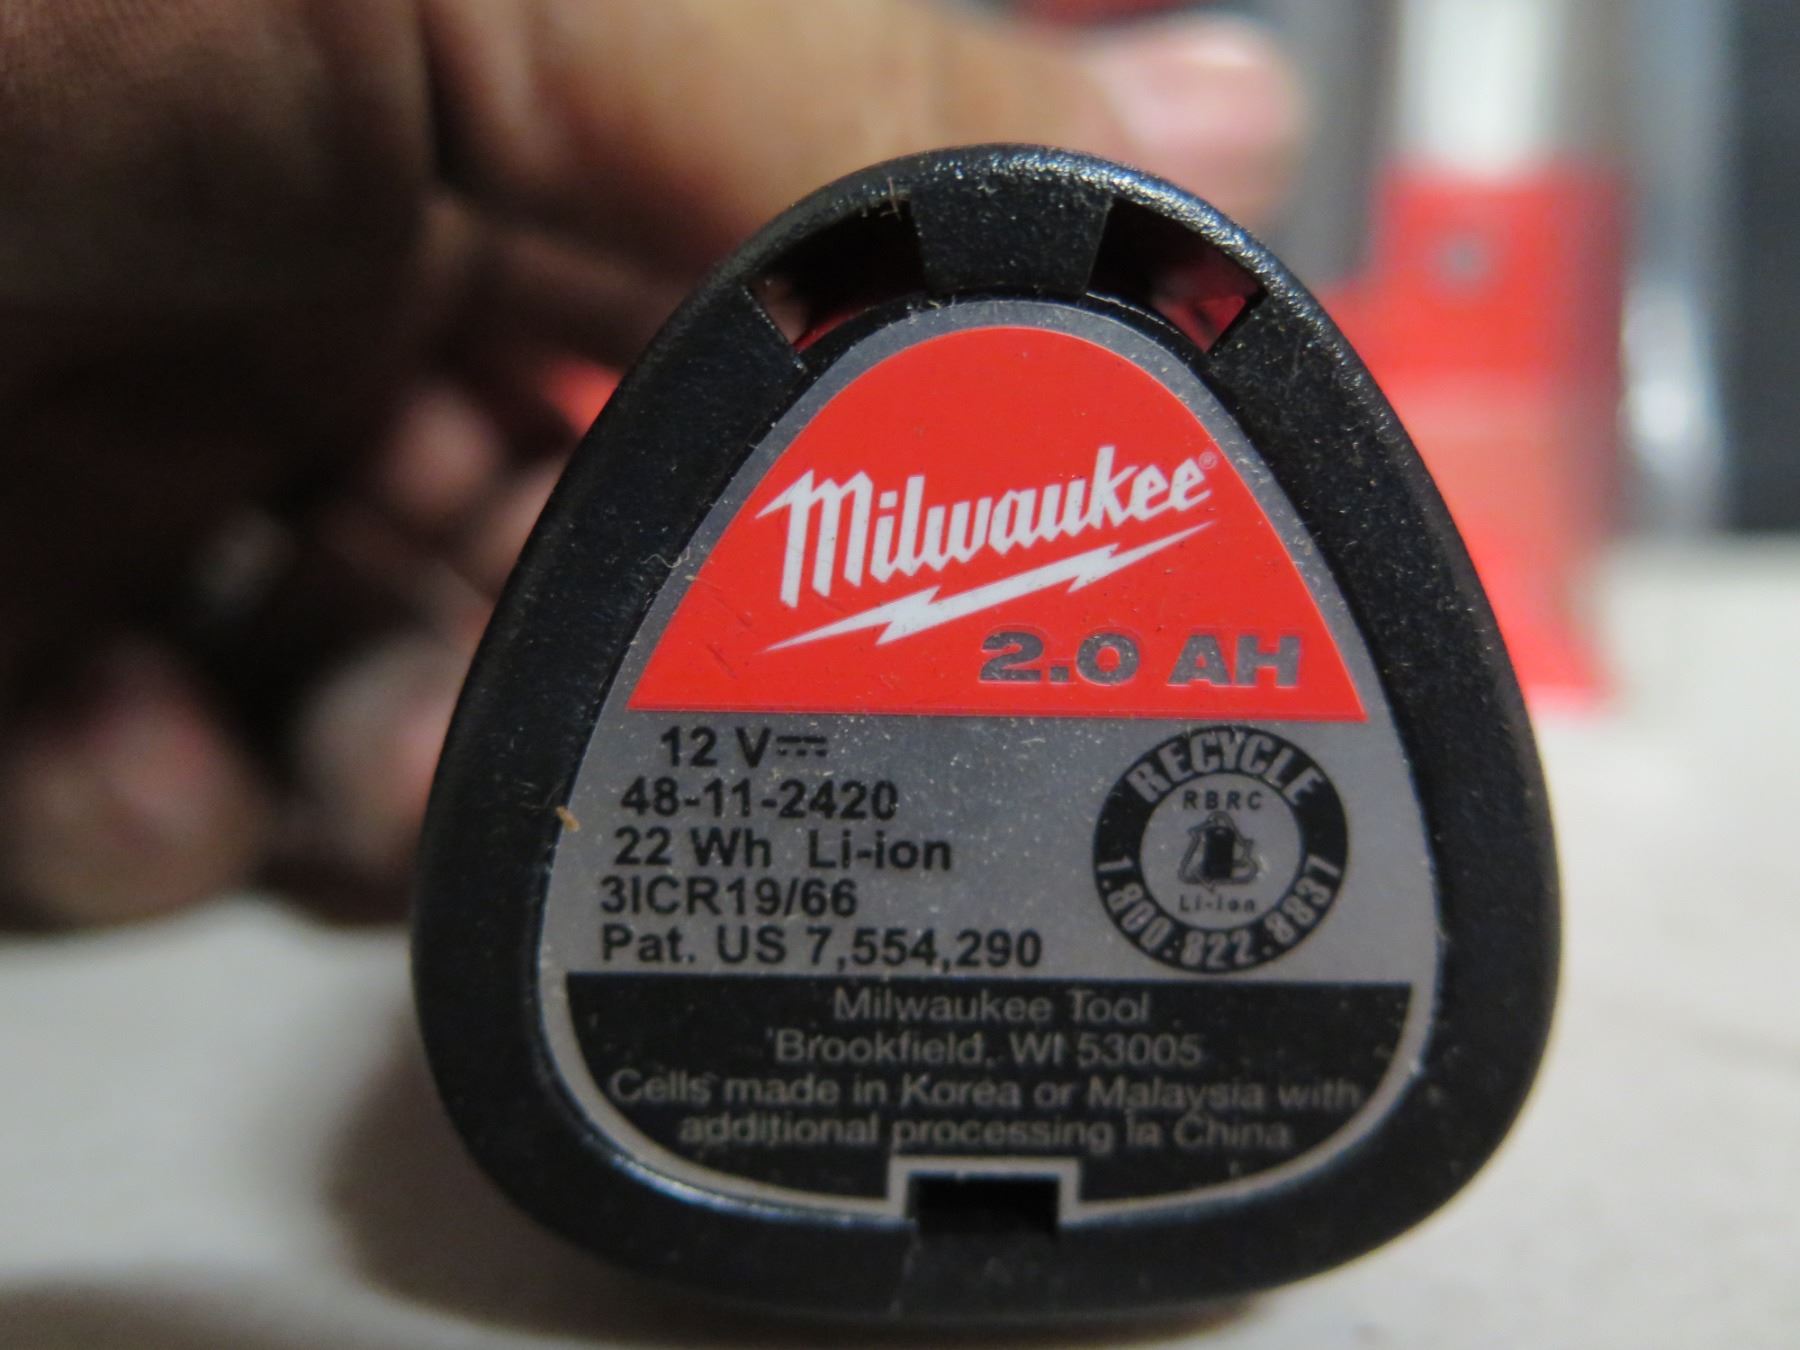 Milwaukee®
2.0 AH
12 V⎓
48-11-2420
22 Wh Li-ion
3ICR19/66
Pat. US 7,554,290
RECYCLE
RBRC
Li-Ion
1.800.822.8837
Milwaukee Tool
Brookfield, WI 53005
Cells made in Korea or Malaysia with
additional processing in China